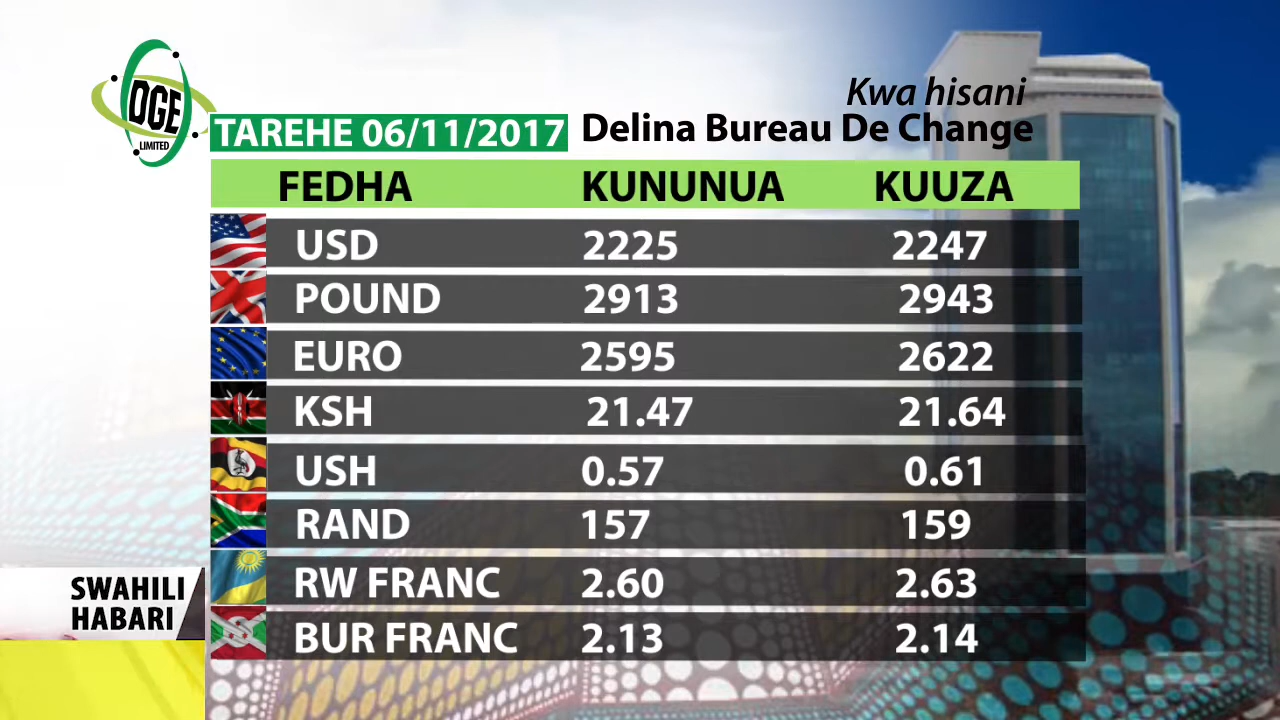 DGE
LIMITED
Kwa hisani
TAREHE 06/11/2017 Delina Bureau De Change
FEDHA KUNUNUA KUUZA
USD 2225 2247
POUND 2913 2943
EURO 2595 2622
KSH 21.47 21.64
USH 0.57 0.61
RAND 157 159
RW FRANC 2.60 2.63
BUR FRANC 2.13 2.14
SWAHILI
HABARI